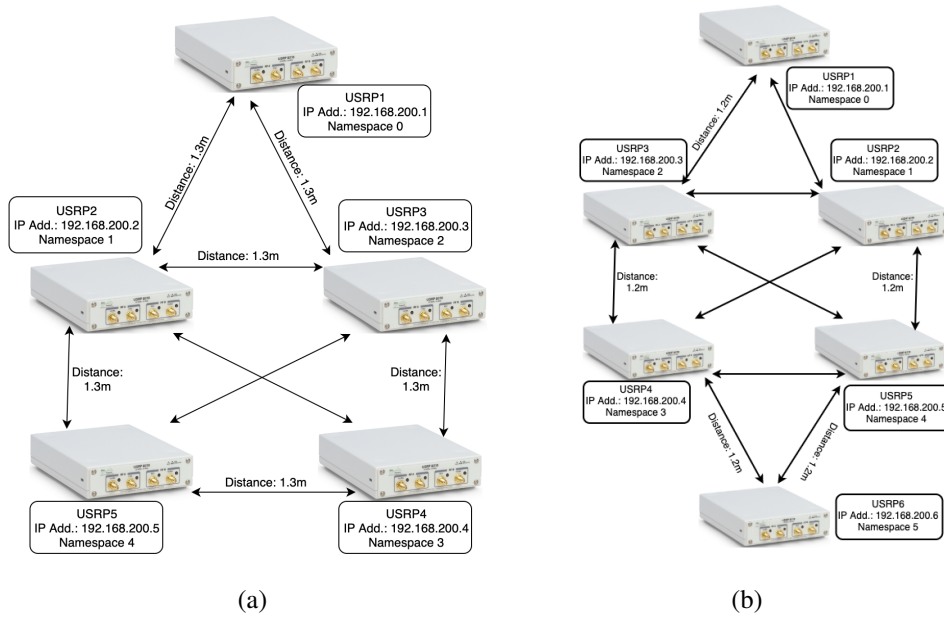 USRP1
IP Add.: 192.168.200.1
Namespace 0
Distance: 1.3m
Distance: 1.3m
USRP2
IP Add.: 192.168.200.2
Namespace 1
USRP3
IP Add.: 192.168.200.3
Namespace 2
Distance: 1.3m
Distance:
1.3m
Distance:
1.3m
Distance: 1.3m
USRP5
IP Add.: 192.168.200.5
Namespace 4
USRP4
IP Add.: 192.168.200.4
Namespace 3
(a)
USRP1
IP Add.: 192.168.200.1
Namespace 0
Distance: 1.2m
USRP3
IP Add.: 192.168.200.3
Namespace 2
USRP2
IP Add.: 192.168.200.2
Namespace 1
Distance:
1.2m
Distance:
1.2m
USRP4
IP Add.: 192.168.200.4
Namespace 3
USRP5
IP Add.: 192.168.200.5
Namespace 4
Distance: 1.2m
Distance: 1.2m
USRP6
IP Add.: 192.168.200.6
Namespace 5
(b)